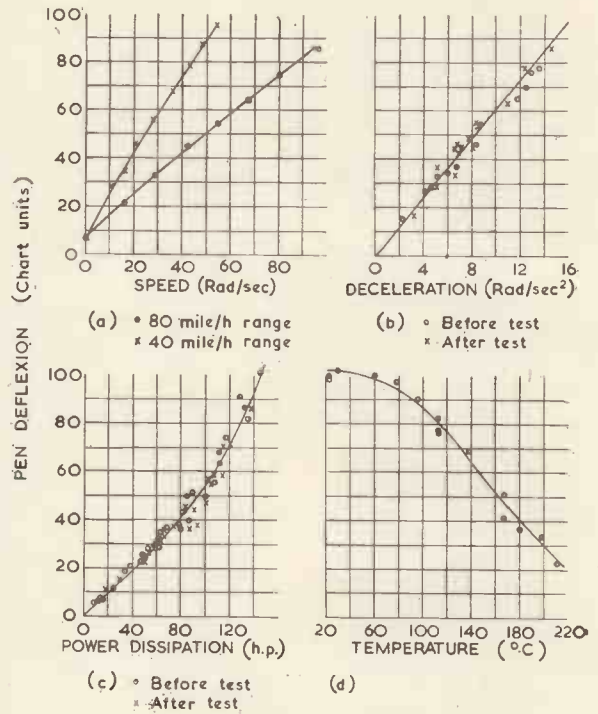 PEN DEFLEXION (Chart units)
100
80
60
40
20
0
0 20 40 60 80
SPEED (Rad/sec)
(a) • 80 mile/h range
x 40 mile/h range
0 4 8 12 16
DECELERATION (Rad/sec²)
(b) o Before test
x After test
100
80
60
40
20
0
0 40 80 120
POWER DISSIPATION (h.p.)
(c) o Before test
x After test
20 60 100 140 180 220
TEMPERATURE (°C)
(d)